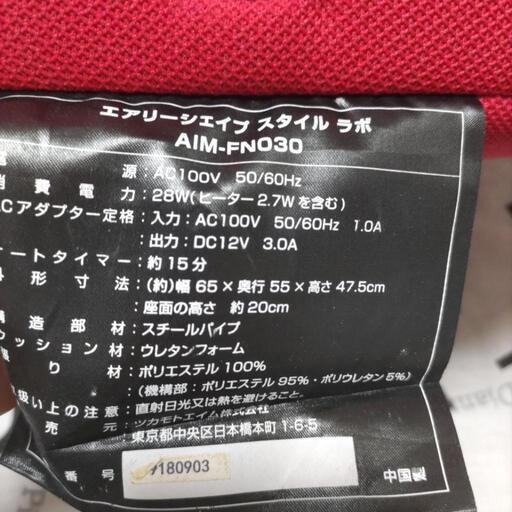 エアリーシェイプ スタイル ラボ
AIM-FN030
源：AC100V 50/60Hz
消費電力：28W(ヒーター2.7Wを含む)
ACアダプター定格：入力：AC100V 50/60Hz 1.0A
出力：DC12V 3.0A
ートタイマー：約15分
外形寸法：(約)幅65×奥行55×高さ47.5cm
座面の高さ 約20cm
構造部材：スチールパイプ
クッション材：ウレタンフォーム
張り材：ポリエステル100%
(機構部：ポリエステル95%・ポリウレタン5%)
扱い上の注意：直射日光又は熱を避けること。
売元：ツカモトエイム株式会社
東京都中央区日本橋本町1-6-5
番号
180903
中国製
Dian